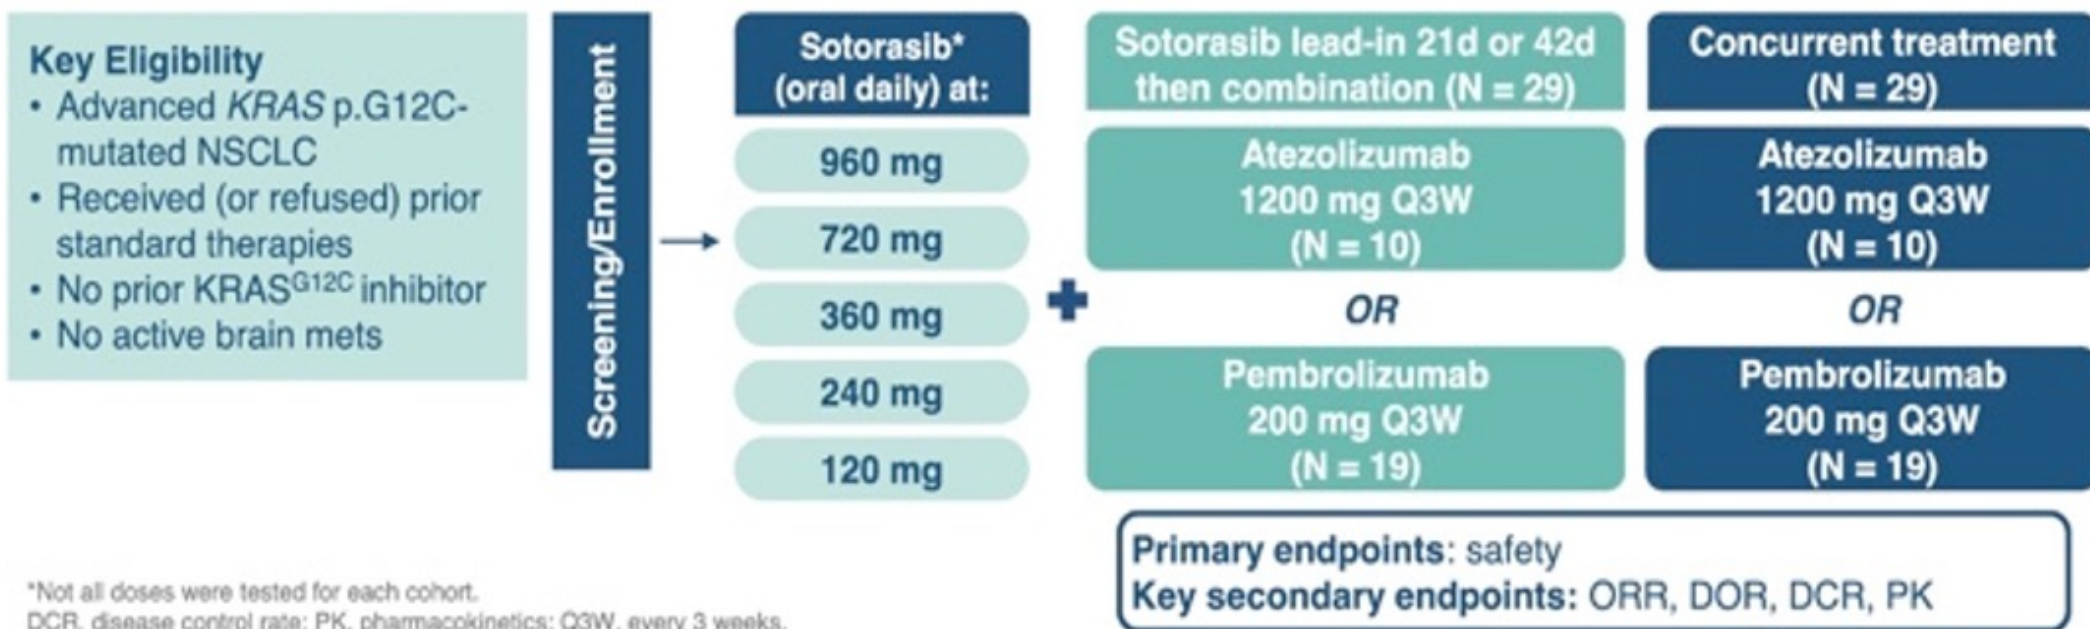 Key Eligibility
• Advanced KRAS p.G12C-
mutated NSCLC
• Received (or refused) prior
standard therapies
• No prior KRASG12C inhibitor
• No active brain mets
Screening/Enrollment
Sotorasib*
(oral daily) at:
960 mg
720 mg
360 mg
240 mg
120 mg
+
Sotorasib lead-in 21d or 42d
then combination (N = 29)
Atezolizumab
1200 mg Q3W
(N = 10)
OR
Pembrolizumab
200 mg Q3W
(N = 19)
Concurrent treatment
(N = 29)
Atezolizumab
1200 mg Q3W
(N = 10)
OR
Pembrolizumab
200 mg Q3W
(N = 19)
Primary endpoints: safety
Key secondary endpoints: ORR, DOR, DCR, PK
*Not all doses were tested for each cohort.
DCR, disease control rate; PK, pharmacokinetics; Q3W, every 3 weeks.